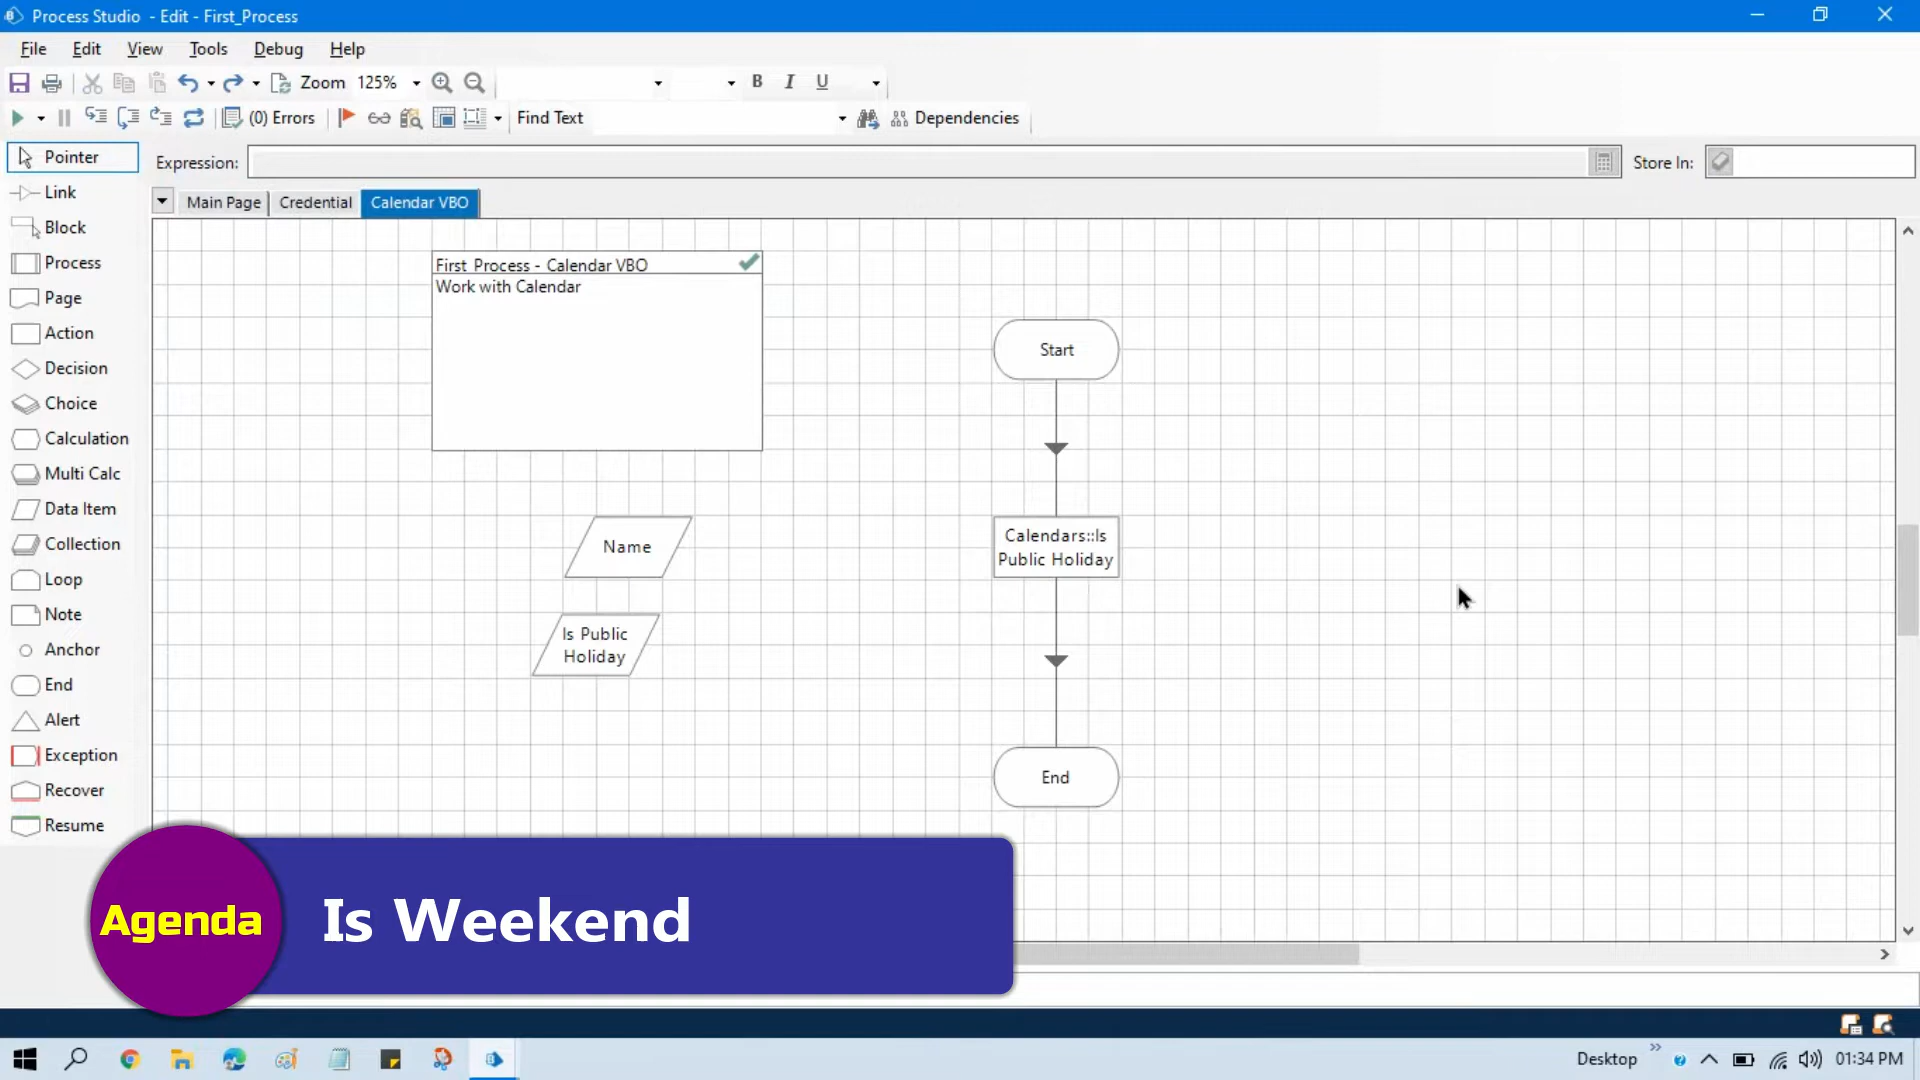 Process Studio - Edit - First_Process
File Edit View Tools Debug Help
Zoom 125% B I U
(0) Errors Find Text Dependencies
Pointer Expression: Store In:
Link Main Page Credential Calendar VBO
Block
Process First Process - Calendar VBO
Work with Calendar
Page
Action Start
Decision
Choice
Calculation
Multi Calc
Data Item
Collection Name Calendars::Is
Public Holiday
Loop
Note Is Public
Holiday
Anchor
End
Alert
Exception
Recover End
Resume
Agenda Is Weekend
Desktop 01:34 PM